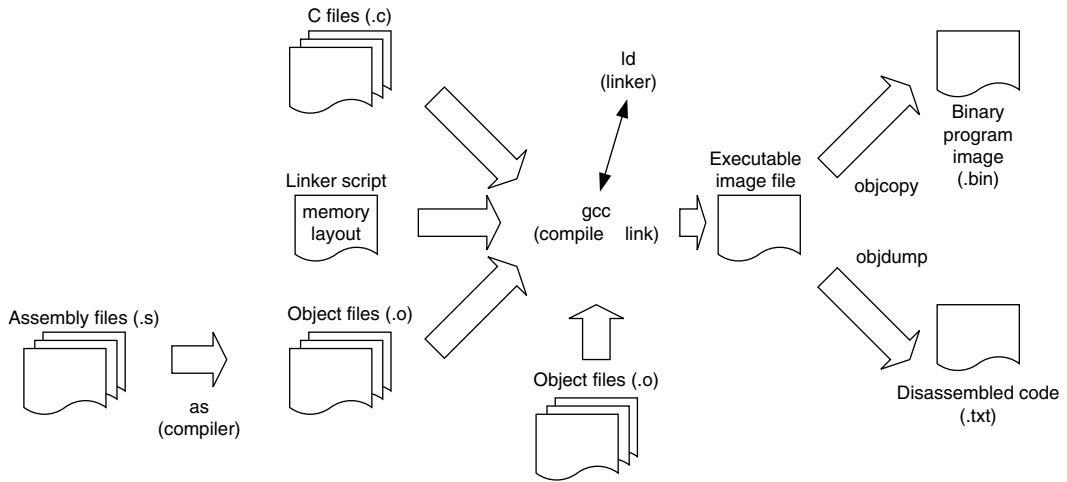 C files (.c)
ld
(linker)
Binary
program
image
(.bin)
Linker script
memory
layout
gcc
(compile link)
Executable
image file
objcopy
objdump
Assembly files (.s)
as
(compiler)
Object files (.o)
Object files (.o)
Disassembled code
(.txt)